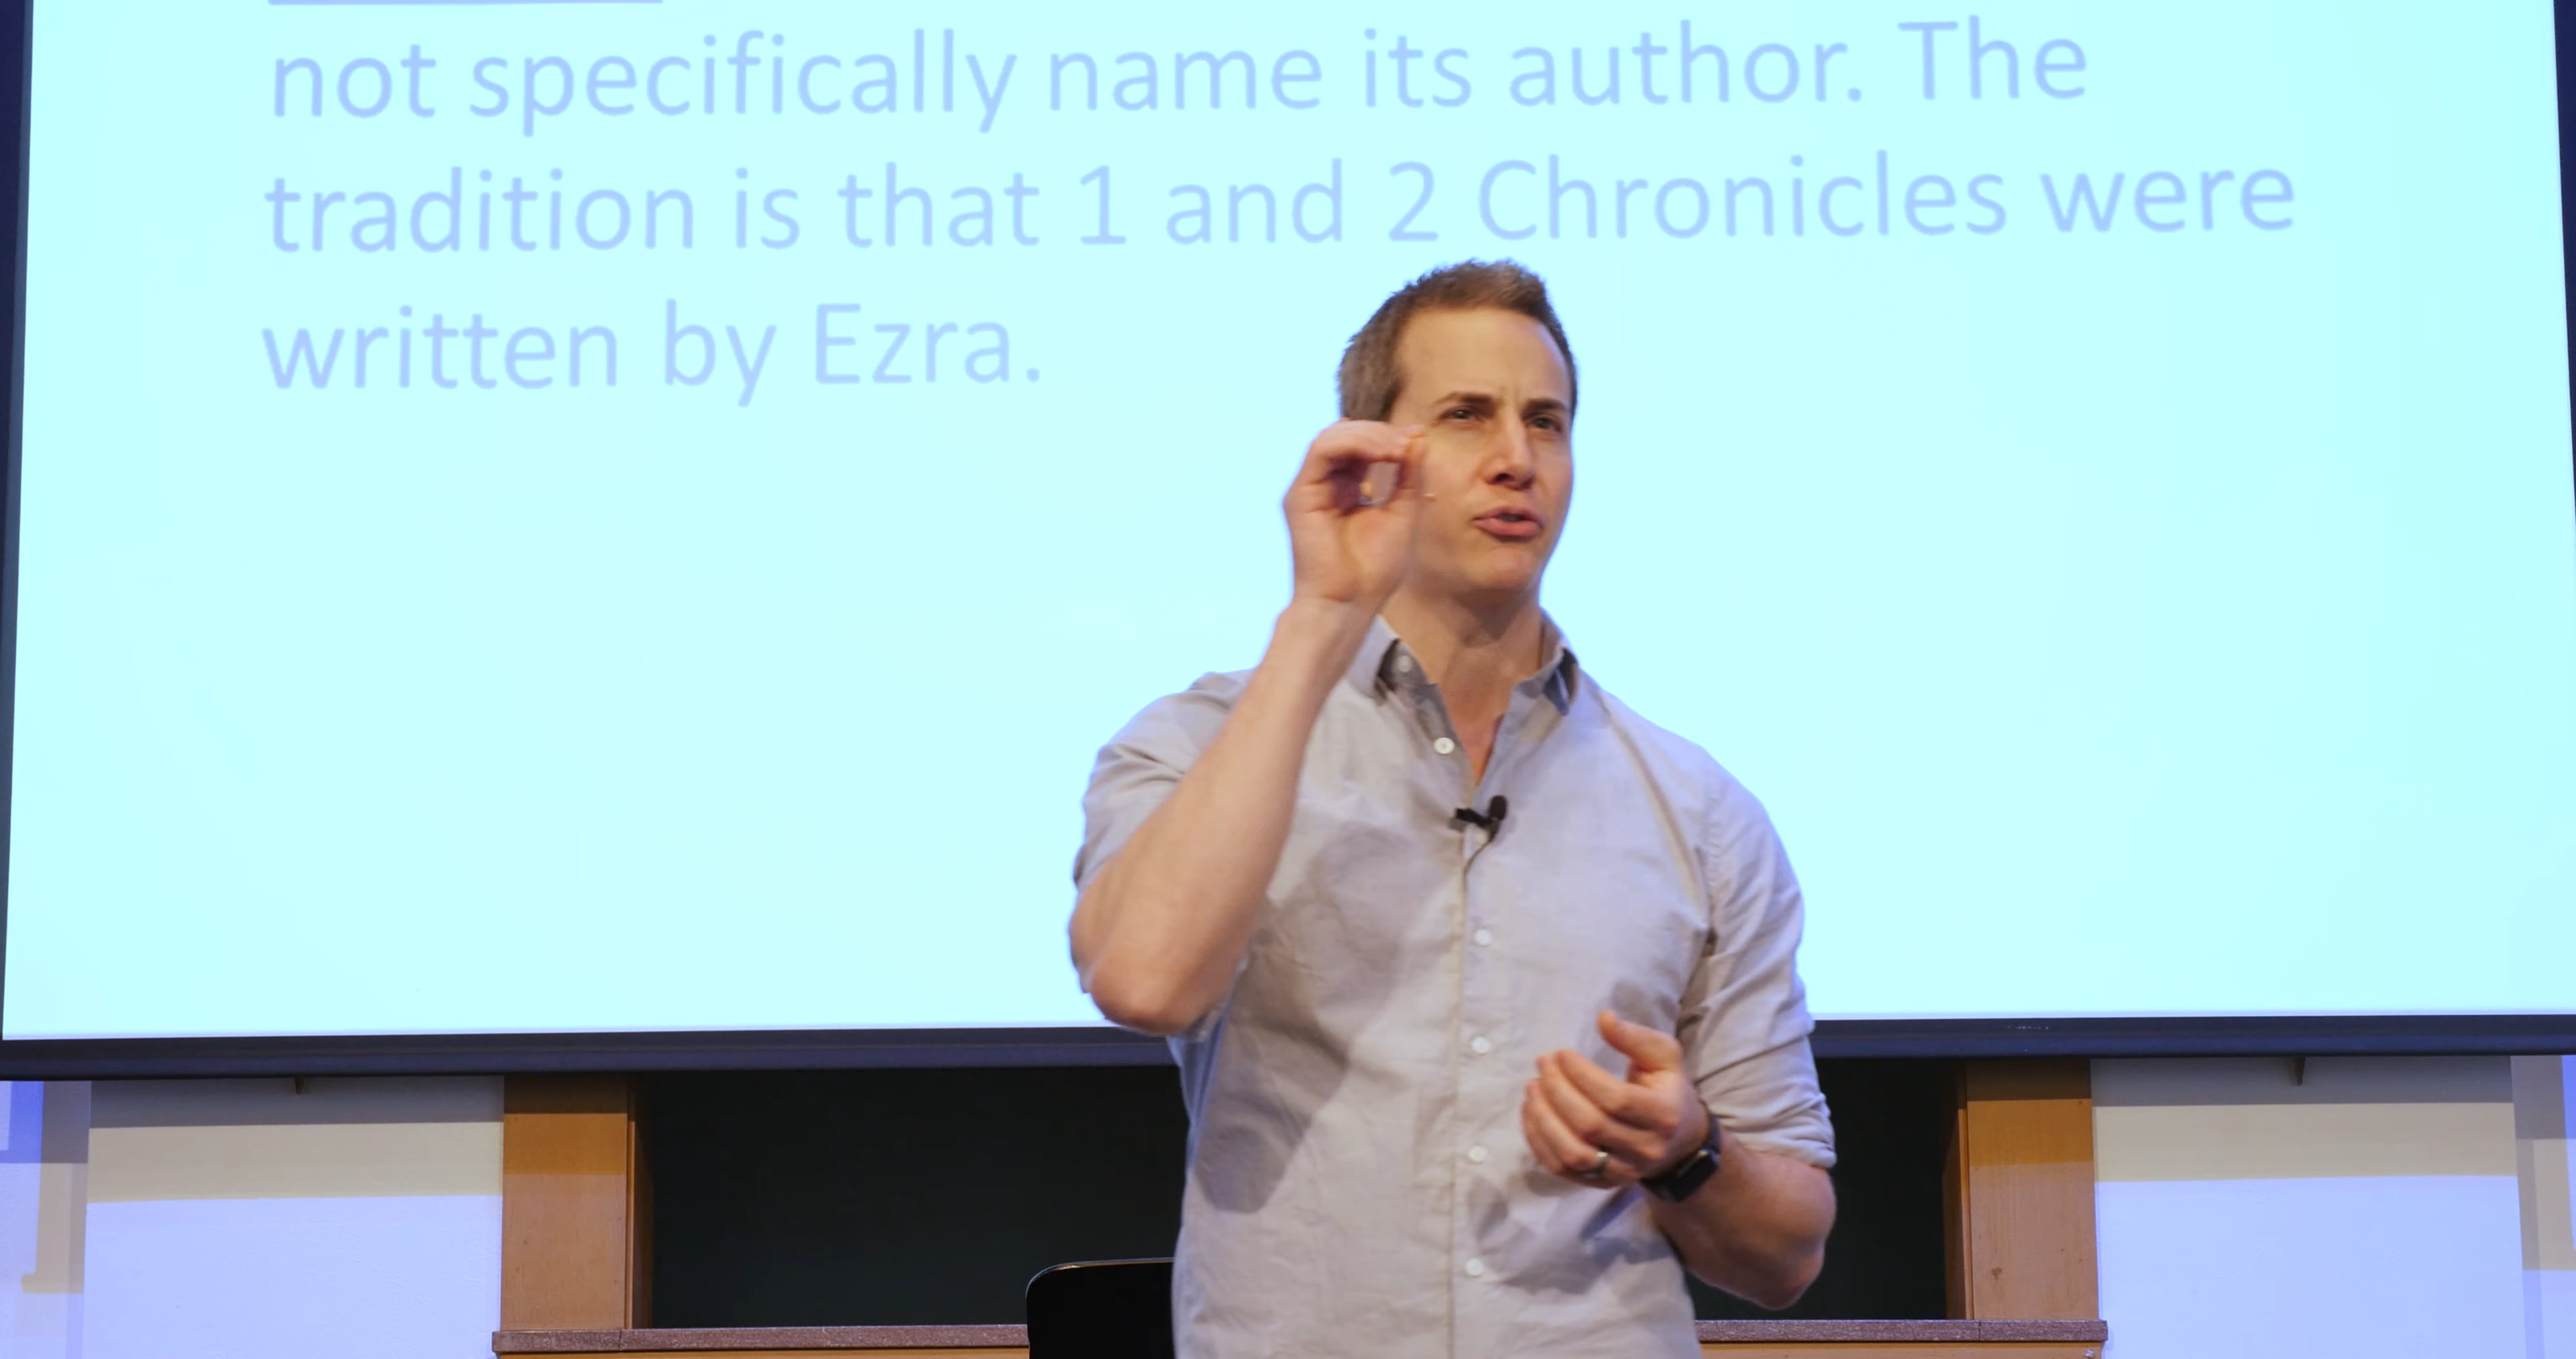 not specifically name its author. The
tradition is that 1 and 2 Chronicles were
written by Ezra.